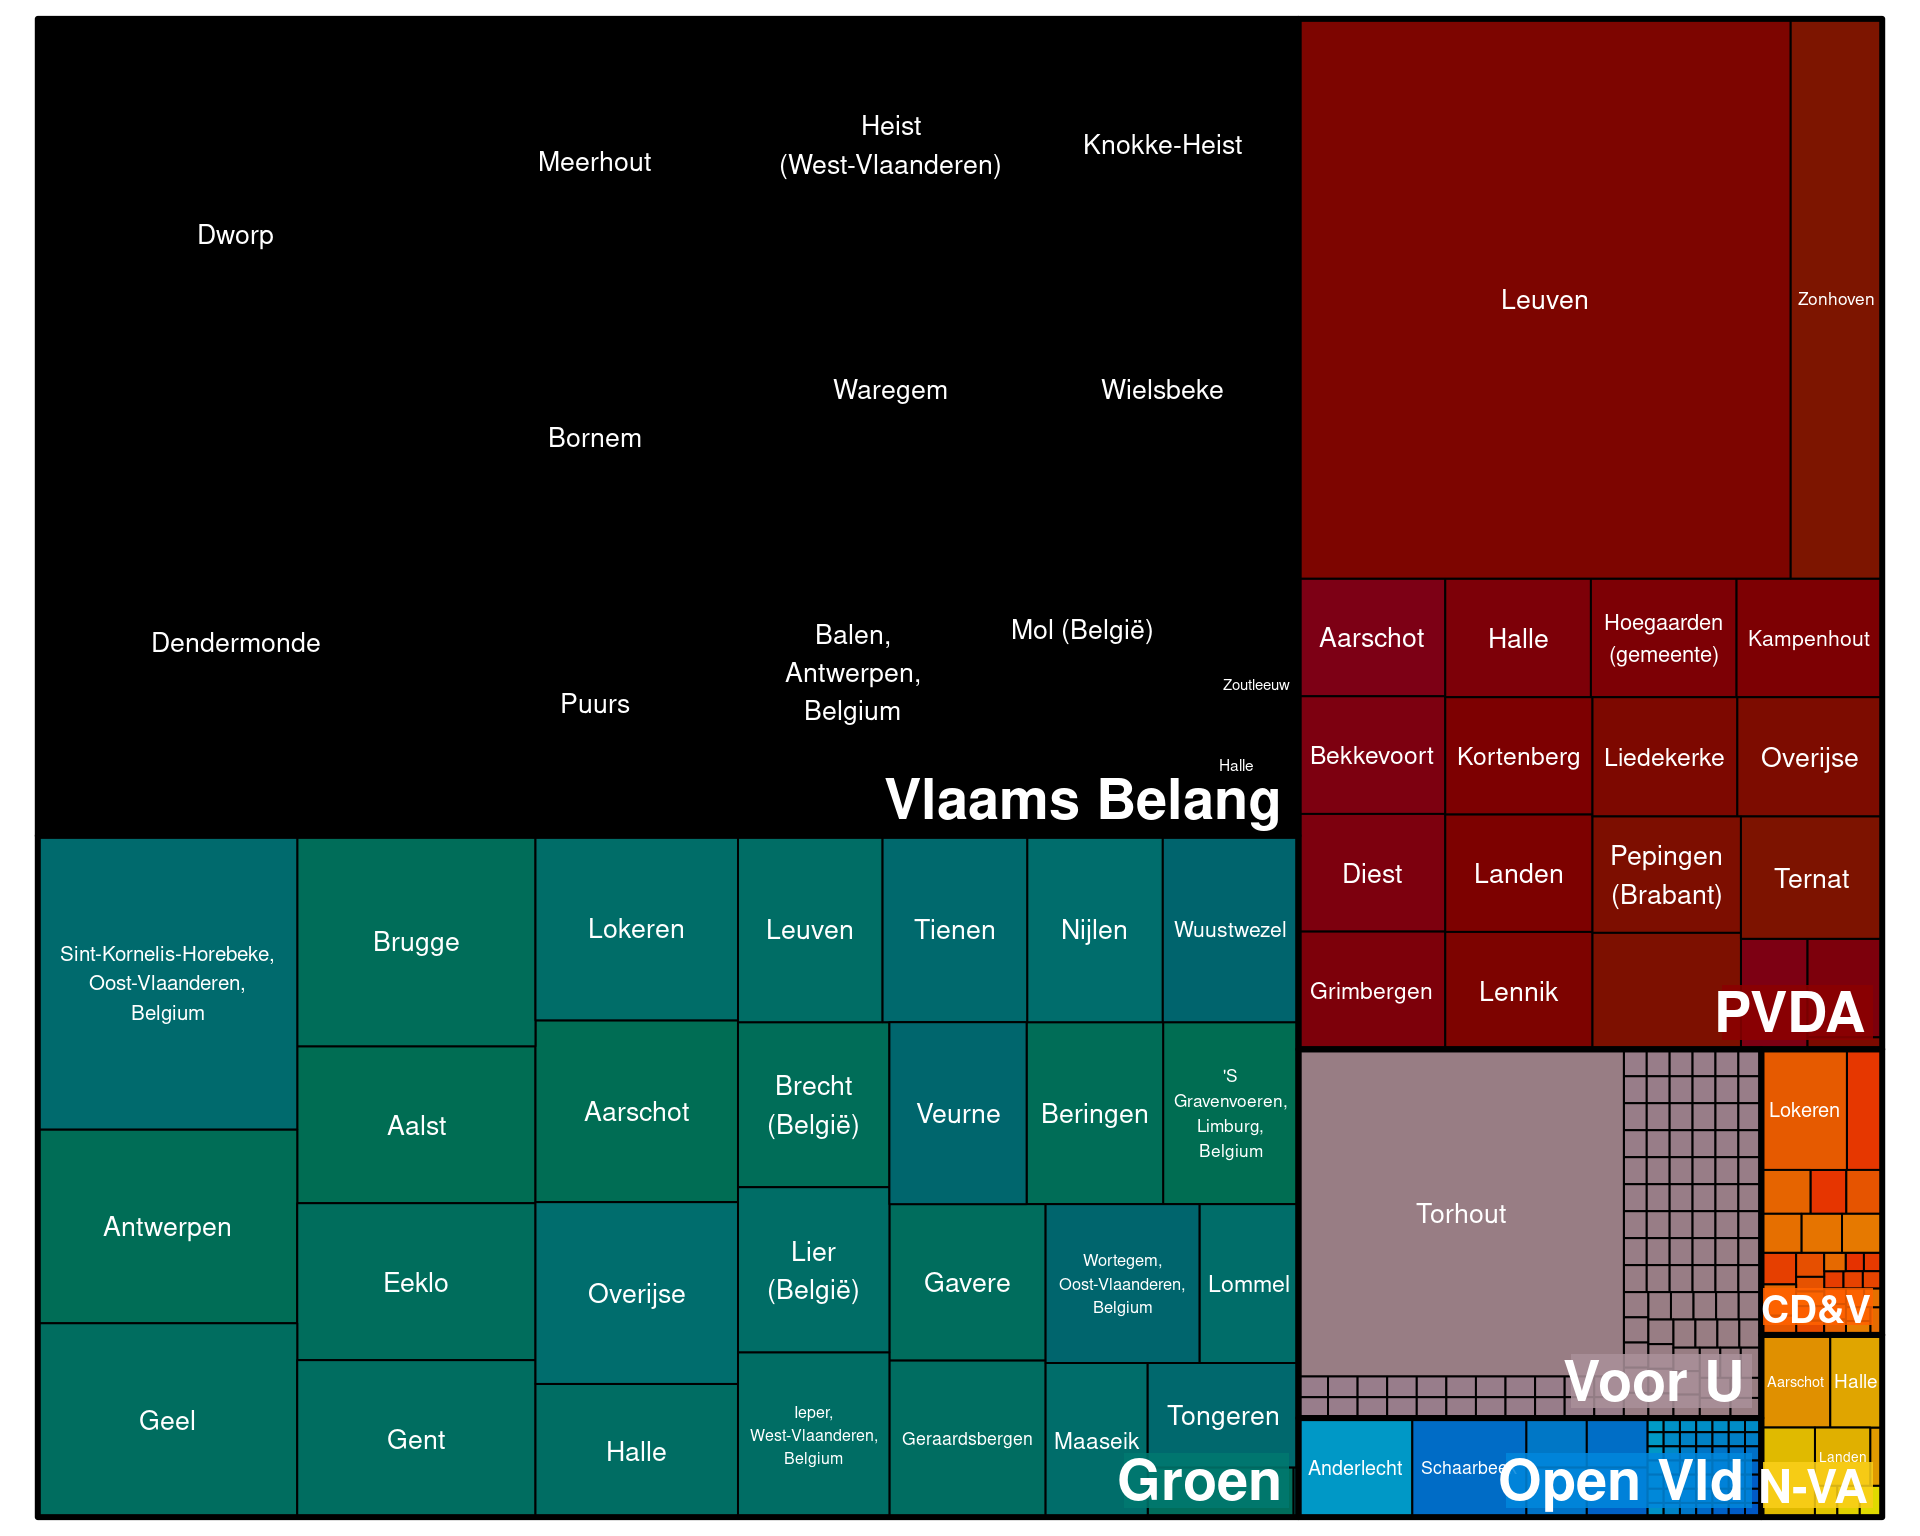 Dworp
Meerhout
Heist
(West-Vlaanderen)
Knokke-Heist
Bornem
Waregem
Wielsbeke
Dendermonde
Puurs
Balen,
Antwerpen,
Belgium
Mol (België)
Zoutleeuw
Halle
Vlaams Belang
Leuven
Zonhoven
Aarschot
Halle
Hoegaarden
(gemeente)
Kampenhout
Bekkevoort
Kortenberg
Liedekerke
Overijse
Diest
Landen
Pepingen
(Brabant)
Ternat
Grimbergen
Lennik
PVDA
Sint-Kornelis-Horebeke,
Oost-Vlaanderen,
Belgium
Antwerpen
Geel
Brugge
Aalst
Eeklo
Gent
Lokeren
Aarschot
Overijse
Halle
Leuven
Tienen
Nijlen
Wuustwezel
Brecht
(België)
Veurne
Beringen
'S
Gravenvoeren,
Limburg,
Belgium
Lier
(België)
Gavere
Wortegem,
Oost-Vlaanderen,
Belgium
Lommel
Ieper,
West-Vlaanderen,
Belgium
Geraardsbergen
Maaseik
Tongeren
Groen
Torhout
Voor U
Lokeren
CD&V
Anderlecht
Schaarbee
Open Vld
Aarschot
Halle
Landen
N-VA